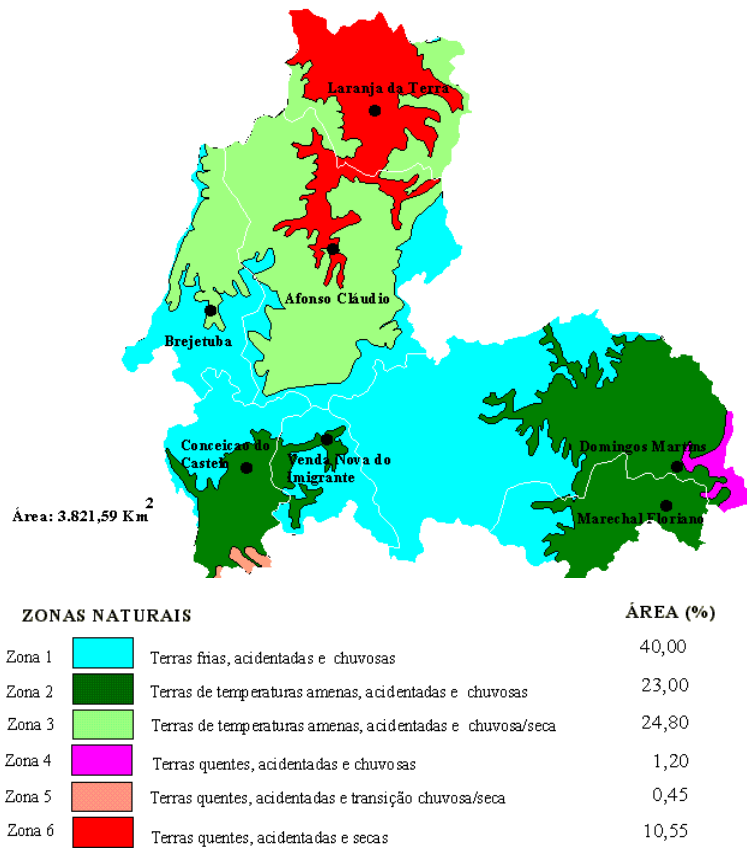 Laranja da Terra
Afonso Cláudio
Brejetuba
Conceicao do
Castelo
Venda Nova do
Imigrante
Domingos Martins
Marechal Floriano
Área: 3.821,59 Km2
ZONAS NATURAIS ÁREA (%)
Zona 1 Terras frias, acidentadas e chuvosas 40,00
Zona 2 Terras de temperaturas amenas, acidentadas e chuvosas 23,00
Zona 3 Terras de temperaturas amenas, acidentadas e chuvosa/seca 24,80
Zona 4 Terras quentes, acidentadas e chuvosas 1,20
Zona 5 Terras quentes, acidentadas e transição chuvosa/seca 0,45
Zona 6 Terras quentes, acidentadas e secas 10,55